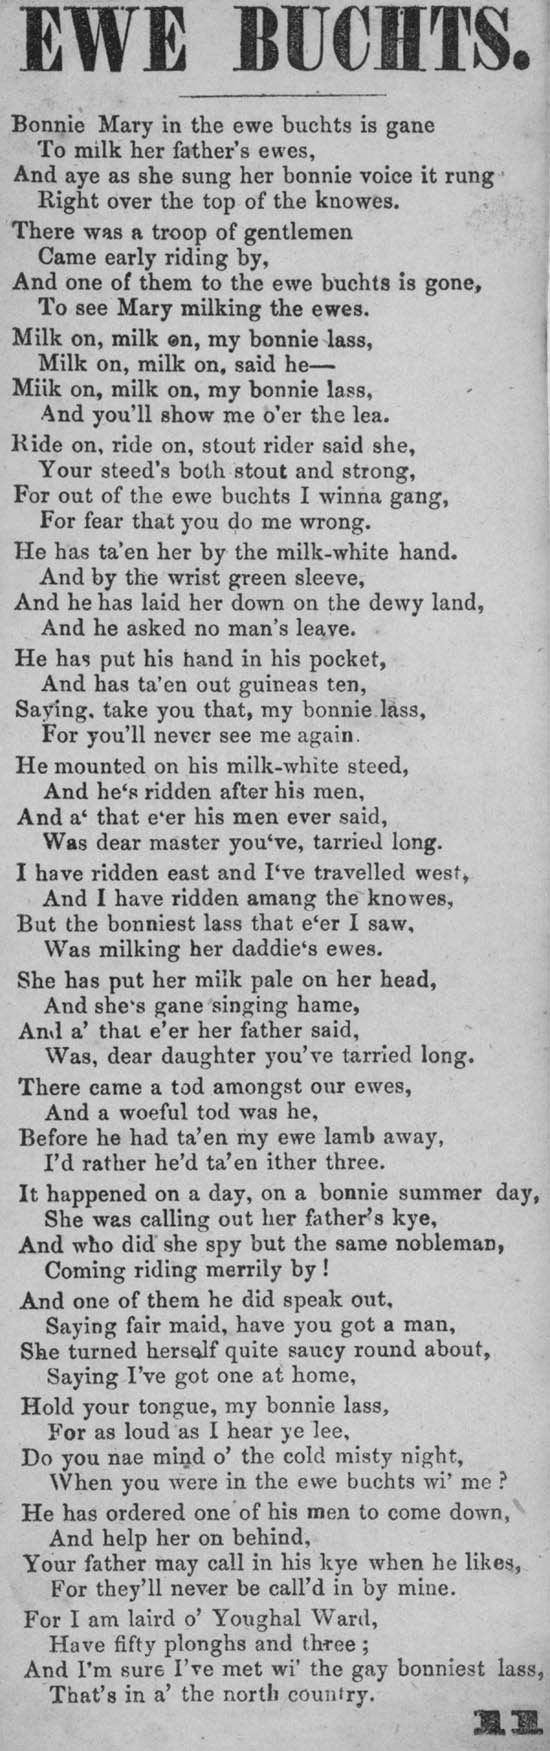 EWE BUCHTS.
Bonnie Mary in the ewe buchts is gane
To milk her father's ewes,
And aye as she sung her bonnie voice it rung
Right over the top of the knowes.
There was a troop of gentlemen
Came early riding by,
And one of them to the ewe buchts is gone,
To see Mary milking the ewes.
Milk on, milk on, my bonnie lass,
Milk on, milk on, said he—
Miik on, milk on, my bonnie lass,
And you'll show me o'er the lea.
Ride on, ride on, stout rider said she,
Your steed's both stout and strong,
For out of the ewe buchts I winna gang,
For fear that you do me wrong.
He has ta'en her by the milk-white hand.
And by the wrist green sleeve,
And he has laid her down on the dewy land,
And he asked no man's leave.
He has put his hand in his pocket,
And has ta'en out guineas ten,
Saying. take you that, my bonnie lass,
For you'll never see me again.
He mounted on his milk-white steed,
And he‘s ridden after his men,
And a‘ that e‘er his men ever said,
Was dear master you‘ve, tarried long.
I have ridden east and I‘ve travelled west,
And I have ridden amang the knowes,
But the bonniest lass that e‘er I saw,
Was milking her daddie‘s ewes.
She has put her milk pale on her head,
And she‘s gane singing hame,
And a’ that e’er her father said,
Was, dear daughter you’ve tarried long.
There came a tod amongst our ewes,
And a woeful tod was he,
Before he had ta’en my ewe lamb away,
I’d rather he’d ta’en ither three.
It happened on a day, on a bonnie summer day,
She was calling out her father’s kye,
And who did she spy but the same nobleman,
Coming riding merrily by !
And one of them he did speak out,
Saying fair maid, have you got a man,
She turned herself quite saucy round about,
Saying I’ve got one at home,
Hold your tongue, my bonnie lass,
For as loud as I hear ye lee,
Do you nae mind o’ the cold misty night,
When you were in the ewe buchts wi’ me ?
He has ordered one of his men to come down,
And help her on behind,
Your father may call in his kye when he likes,
For they’ll never be call’d in by mine.
For I am laird o’ Youghal Ward,
Have fifty plonghs and three ;
And I’m sure I’ve met wi’ the gay bonniest lass,
That’s in a’ the north country.
11